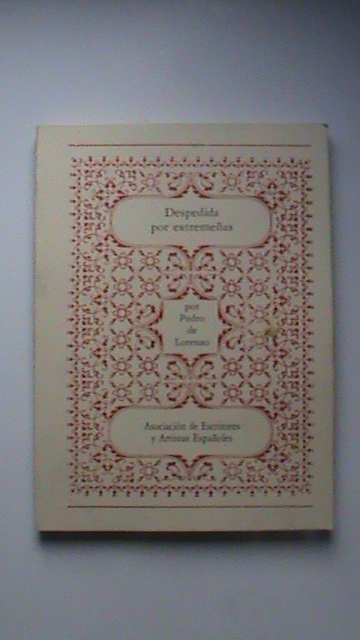 Despedida
por extremeñas
por
Pedro
de
Lorenzo
Asociación de Escritores
y Artistas Españoles